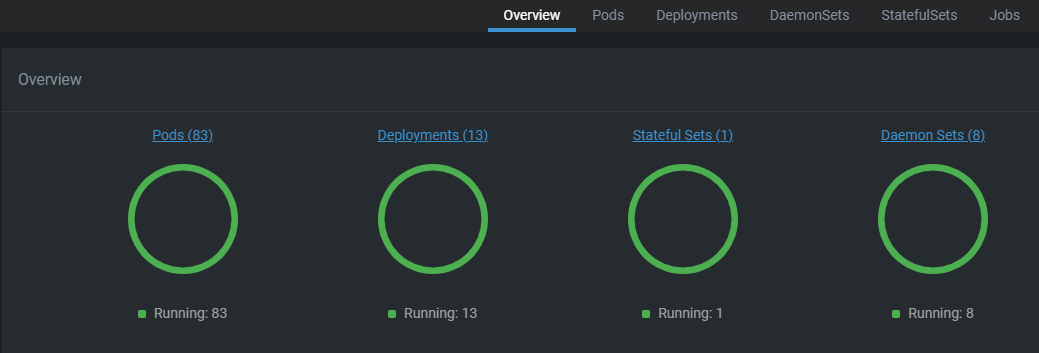 Overview Pods Deployments DaemonSets StatefulSets Jobs
Overview
Pods (83) Deployments (13) Stateful Sets (1) Daemon Sets (8)
Running: 83 Running: 13 Running: 1 Running: 8